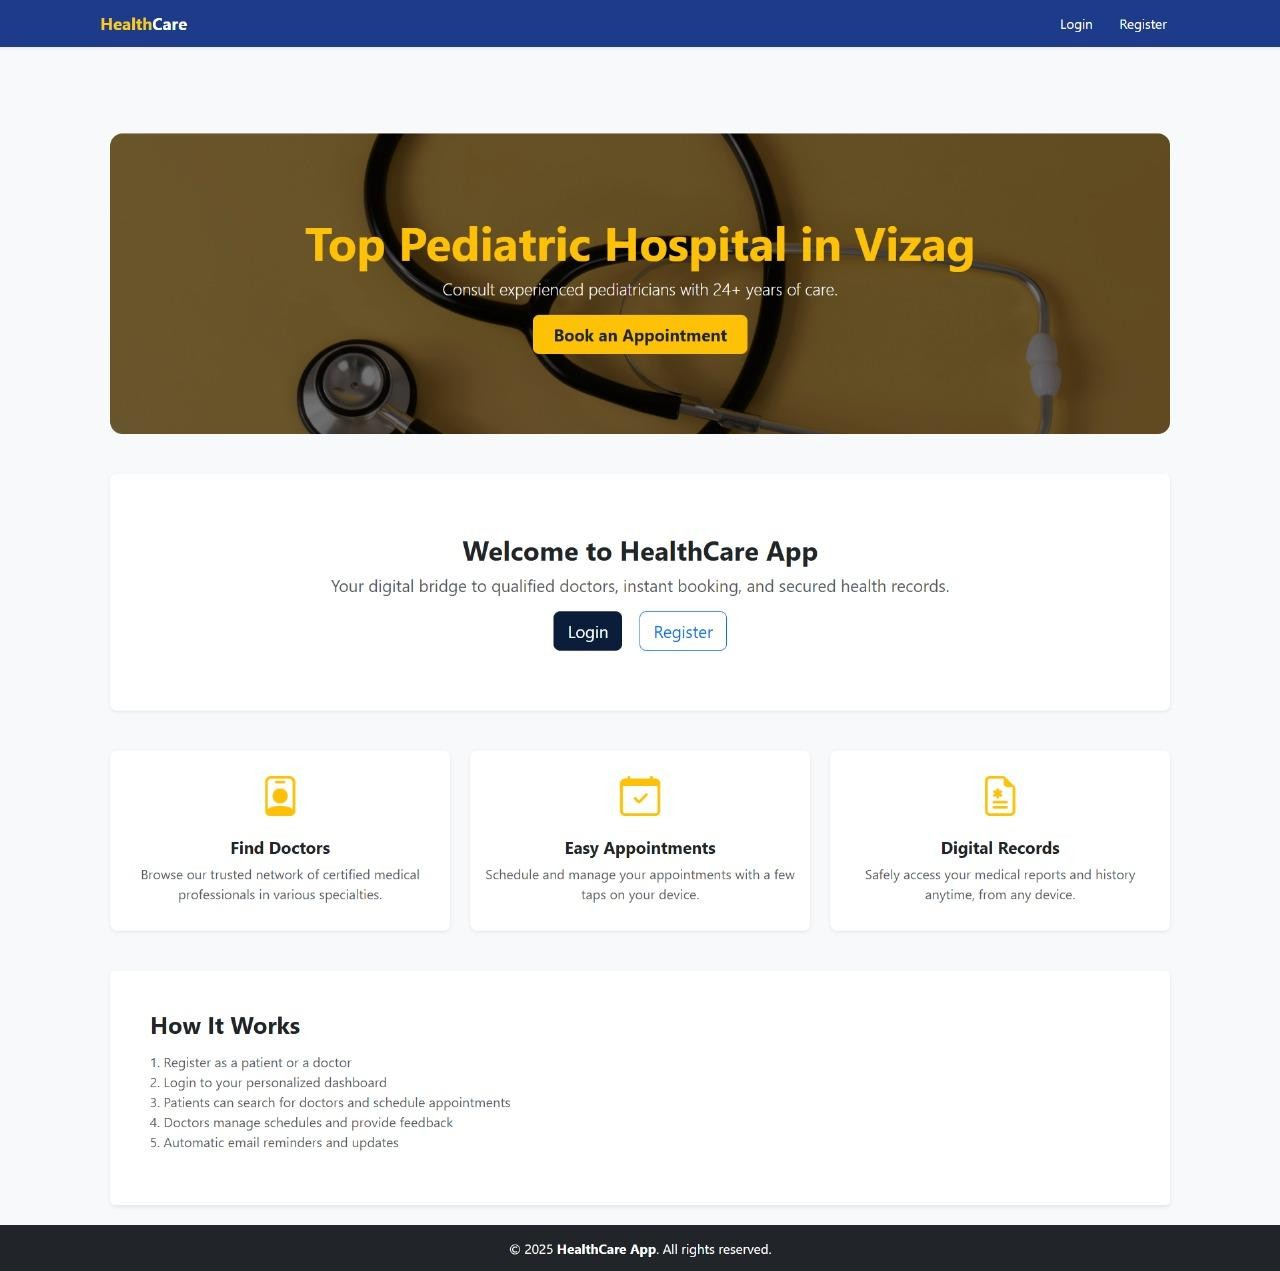 HealthCare
Login Register
Top Pediatric Hospital in Vizag
Consult experienced pediatricians with 24+ years of care.
Book an Appointment
Welcome to HealthCare App
Your digital bridge to qualified doctors, instant booking, and secured health records.
Login Register
Find Doctors
Browse our trusted network of certified medical
professionals in various specialties.
Easy Appointments
Schedule and manage your appointments with a few
taps on your device.
Digital Records
Safely access your medical reports and history
anytime, from any device.
How It Works
1. Register as a patient or a doctor
2. Login to your personalized dashboard
3. Patients can search for doctors and schedule appointments
4. Doctors manage schedules and provide feedback
5. Automatic email reminders and updates
© 2025 HealthCare App. All rights reserved.